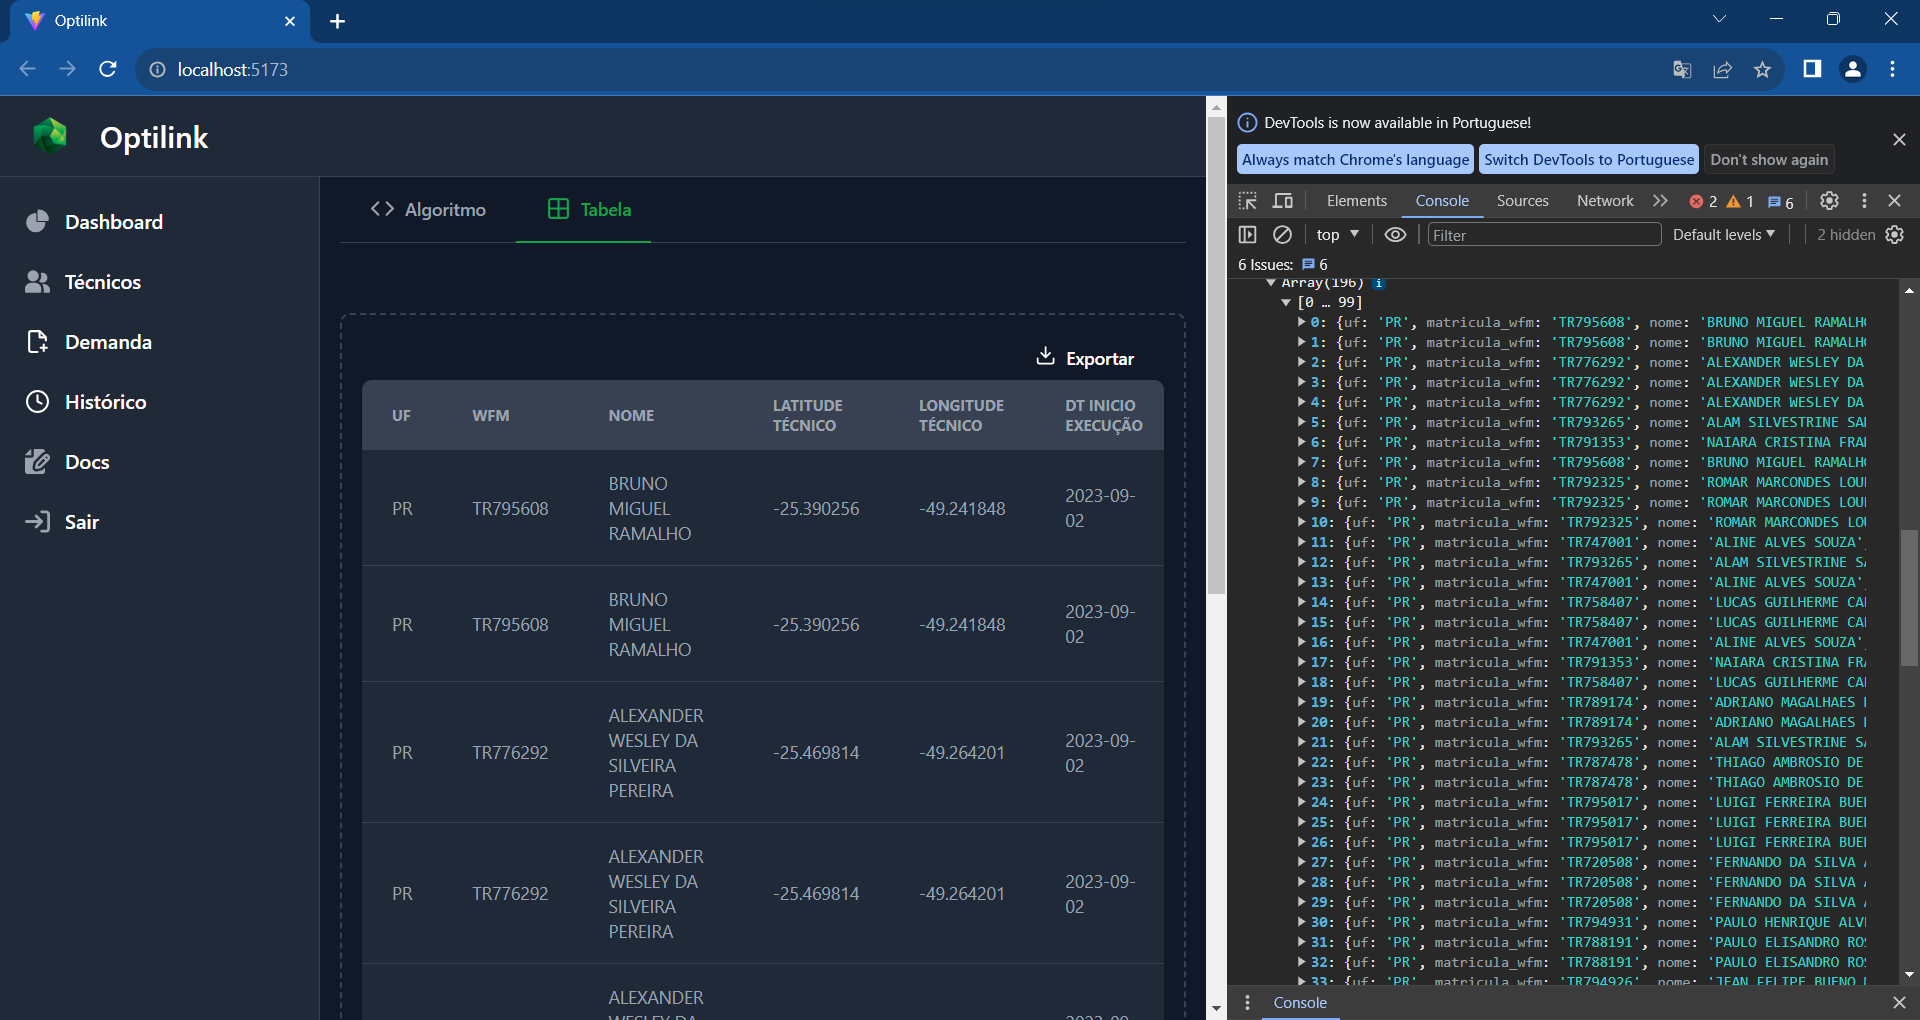 Optilink
localhost:5173
Optilink
Dashboard
Técnicos
Demanda
Histórico
Docs
Sair
Algoritmo
Tabela
Exportar
UF WFM NOME LATITUDE TÉCNICO LONGITUDE TÉCNICO DT INICIO EXECUÇÃO
PR TR795608 BRUNO MIGUEL RAMALHO -25.390256 -49.241848 2023-09-02
PR TR795608 BRUNO MIGUEL RAMALHO -25.390256 -49.241848 2023-09-02
PR TR776292 ALEXANDER WESLEY DA SILVEIRA PEREIRA -25.469814 -49.264201 2023-09-02
PR TR776292 ALEXANDER WESLEY DA SILVEIRA PEREIRA -25.469814 -49.264201 2023-09-02
ALEXANDER
WESLEY DA
2023-09-
DevTools is now available in Portuguese!
Always match Chrome's language Switch DevTools to Portuguese Don't show again
Elements Console Sources Network 2 1 6
top Filter Default levels 2 hidden
6 Issues: 6
Array(196) i
[0 … 99]
0: {uf: 'PR', matricula_wfm: 'TR795608', nome: 'BRUNO MIGUEL RAMALH
1: {uf: 'PR', matricula_wfm: 'TR795608', nome: 'BRUNO MIGUEL RAMALH
2: {uf: 'PR', matricula_wfm: 'TR776292', nome: 'ALEXANDER WESLEY DA
3: {uf: 'PR', matricula_wfm: 'TR776292', nome: 'ALEXANDER WESLEY DA
4: {uf: 'PR', matricula_wfm: 'TR776292', nome: 'ALEXANDER WESLEY DA
5: {uf: 'PR', matricula_wfm: 'TR793265', nome: 'ALAM SILVESTRINE SA
6: {uf: 'PR', matricula_wfm: 'TR791353', nome: 'NAIARA CRISTINA FRA
7: {uf: 'PR', matricula_wfm: 'TR795608', nome: 'BRUNO MIGUEL RAMALH
8: {uf: 'PR', matricula_wfm: 'TR792325', nome: 'ROMAR MARCONDES LOU
9: {uf: 'PR', matricula_wfm: 'TR792325', nome: 'ROMAR MARCONDES LOU
10: {uf: 'PR', matricula_wfm: 'TR792325', nome: 'ROMAR MARCONDES LO
11: {uf: 'PR', matricula_wfm: 'TR747001', nome: 'ALINE ALVES SOUZA',
12: {uf: 'PR', matricula_wfm: 'TR793265', nome: 'ALAM SILVESTRINE S
13: {uf: 'PR', matricula_wfm: 'TR747001', nome: 'ALINE ALVES SOUZA',
14: {uf: 'PR', matricula_wfm: 'TR758407', nome: 'LUCAS GUILHERME CA
15: {uf: 'PR', matricula_wfm: 'TR758407', nome: 'LUCAS GUILHERME CA
16: {uf: 'PR', matricula_wfm: 'TR747001', nome: 'ALINE ALVES SOUZA',
17: {uf: 'PR', matricula_wfm: 'TR791353', nome: 'NAIARA CRISTINA FR
18: {uf: 'PR', matricula_wfm: 'TR758407', nome: 'LUCAS GUILHERME CA
19: {uf: 'PR', matricula_wfm: 'TR789174', nome: 'ADRIANO MAGALHAES
20: {uf: 'PR', matricula_wfm: 'TR789174', nome: 'ADRIANO MAGALHAES
21: {uf: 'PR', matricula_wfm: 'TR793265', nome: 'ALAM SILVESTRINE S
22: {uf: 'PR', matricula_wfm: 'TR787478', nome: 'THIAGO AMBROSIO DE
23: {uf: 'PR', matricula_wfm: 'TR787478', nome: 'THIAGO AMBROSIO DE
24: {uf: 'PR', matricula_wfm: 'TR795017', nome: 'LUIGI FERREIRA BUE
25: {uf: 'PR', matricula_wfm: 'TR795017', nome: 'LUIGI FERREIRA BUE
26: {uf: 'PR', matricula_wfm: 'TR795017', nome: 'LUIGI FERREIRA BUE
27: {uf: 'PR', matricula_wfm: 'TR720508', nome: 'FERNANDO DA SILVA
28: {uf: 'PR', matricula_wfm: 'TR720508', nome: 'FERNANDO DA SILVA
29: {uf: 'PR', matricula_wfm: 'TR720508', nome: 'FERNANDO DA SILVA
30: {uf: 'PR', matricula_wfm: 'TR794931', nome: 'PAULO HENRIQUE ALV
31: {uf: 'PR', matricula_wfm: 'TR788191', nome: 'PAULO ELISANDRO RO
32: {uf: 'PR', matricula_wfm: 'TR788191', nome: 'PAULO ELISANDRO RO
33: {uf: 'PR', matricula_wfm: 'TR794926', nome: 'JEAN FELIPE BUENO
Console